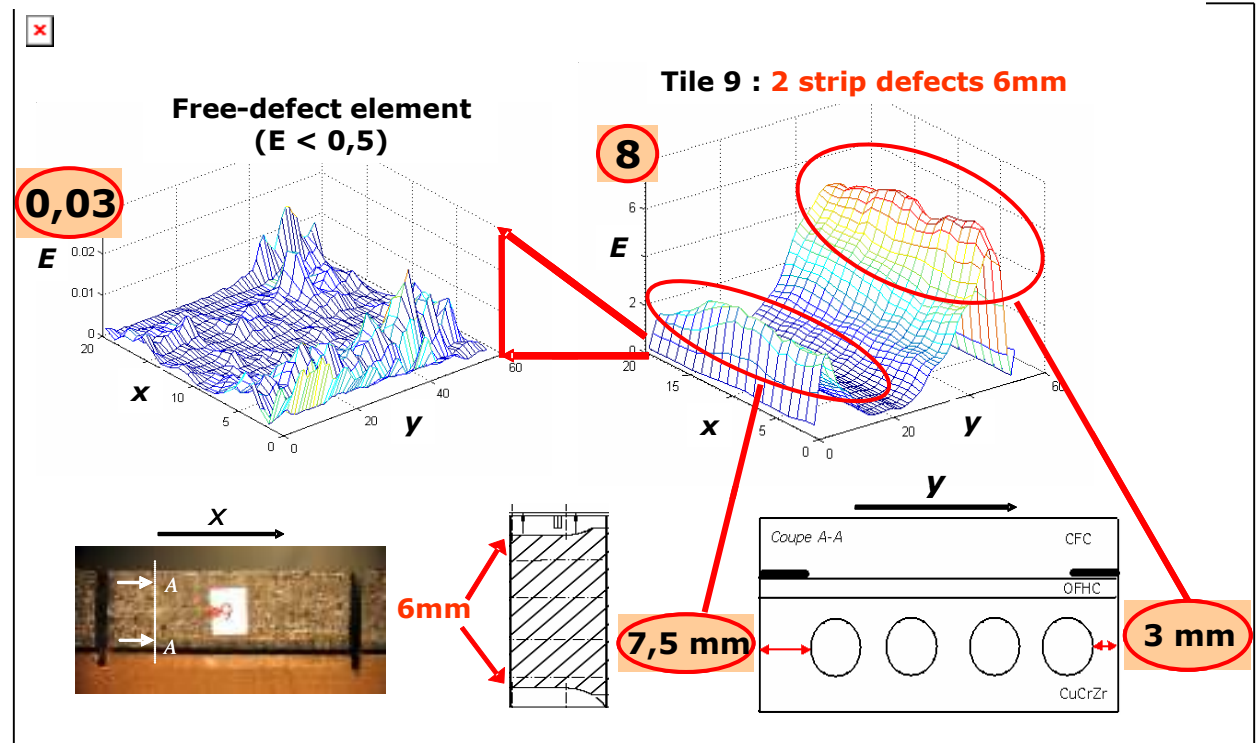 Tile 9 : 2 strip defects 6mm
Free-defect element
(E < 0,5)
0,03
E
0.02
0.01
0
20
10
5
0
x
0
20
40
60
y
8
6
E
2
0
20
15
5
0
x
0
20
60
y
x
A
A
9
6mm
7,5 mm
y
Coupe A-A
CFC
OFHC
CuCrZr
3 mm